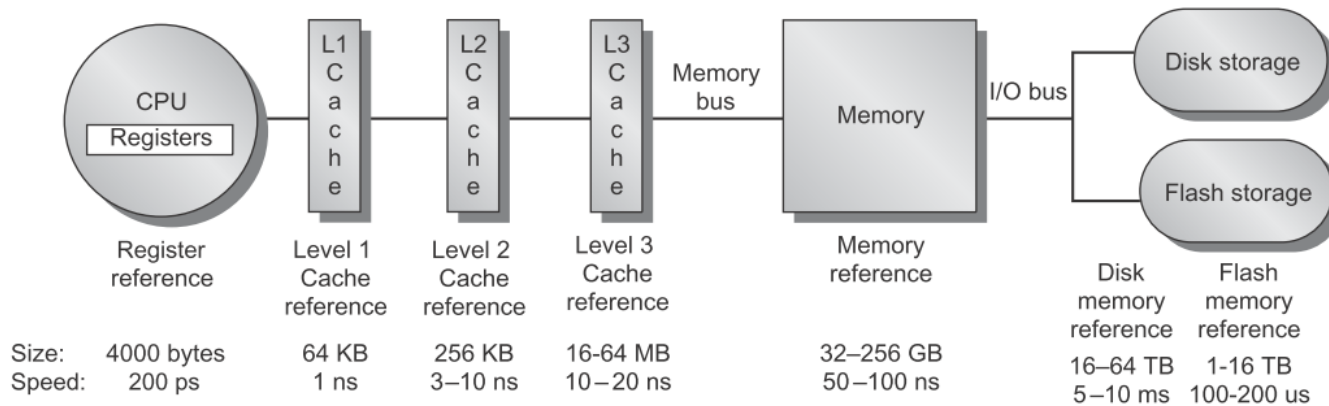 CPU
Registers
L1
C
a
c
h
e
L2
C
a
c
h
e
L3
C
a
c
h
e
Memory
bus
Memory
I/O bus
Disk storage
Flash storage
Register
reference
Level 1
Cache
reference
Level 2
Cache
reference
Level 3
Cache
reference
Memory
reference
Disk
memory
reference
Flash
memory
reference
Size: 4000 bytes 64 KB 256 KB 16-64 MB 32–256 GB 16–64 TB 1-16 TB
Speed: 200 ps 1 ns 3–10 ns 10–20 ns 50–100 ns 5–10 ms 100-200 us